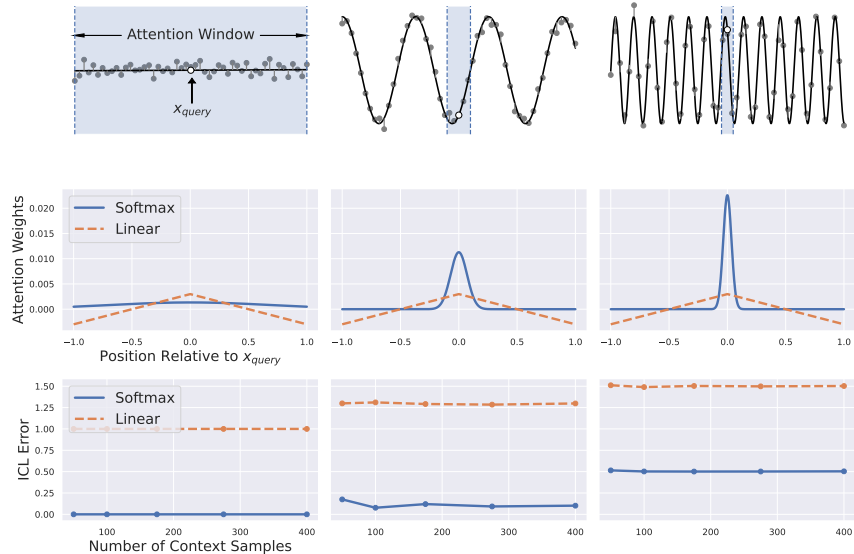 Attention Window
x_query
Attention Weights
0.020
0.015
0.010
0.005
0.000
Softmax
Linear
−1.0 −0.5 0.0 0.5 1.0
−1.0 −0.5 0.0 0.5 1.0
−1.0 −0.5 0.0 0.5 1.0
Position Relative to x_query
ICL Error
1.50
1.25
1.00
0.75
0.50
0.25
0.00
Softmax
Linear
100 200 300 400
100 200 300 400
100 200 300 400
Number of Context Samples